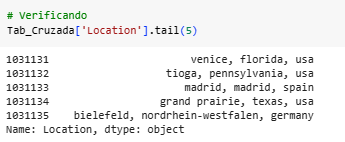 # Verificando
Tab_Cruzada['Location'].tail(5)
1031131 venice, florida, usa
1031132 tioga, pennsylvania, usa
1031133 madrid, madrid, spain
1031134 grand prairie, texas, usa
1031135 bielefeld, nordrhein-westfalen, germany
Name: Location, dtype: object